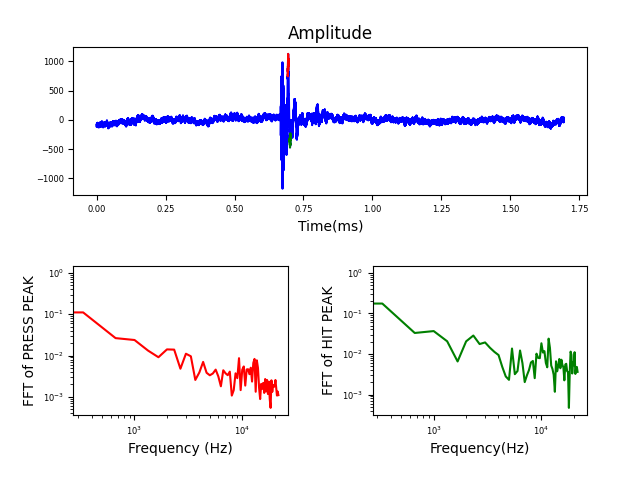 Amplitude
1000
500
0
−500
−1000
0.00 0.25 0.50 0.75 1.00 1.25 1.50 1.75
Time(ms)
FFT of PRESS PEAK
10⁰
10⁻¹
10⁻²
10⁻³
10³ 10⁴
Frequency (Hz)
FFT of HIT PEAK
10⁰
10⁻¹
10⁻²
10⁻³
10³ 10⁴
Frequency(Hz)